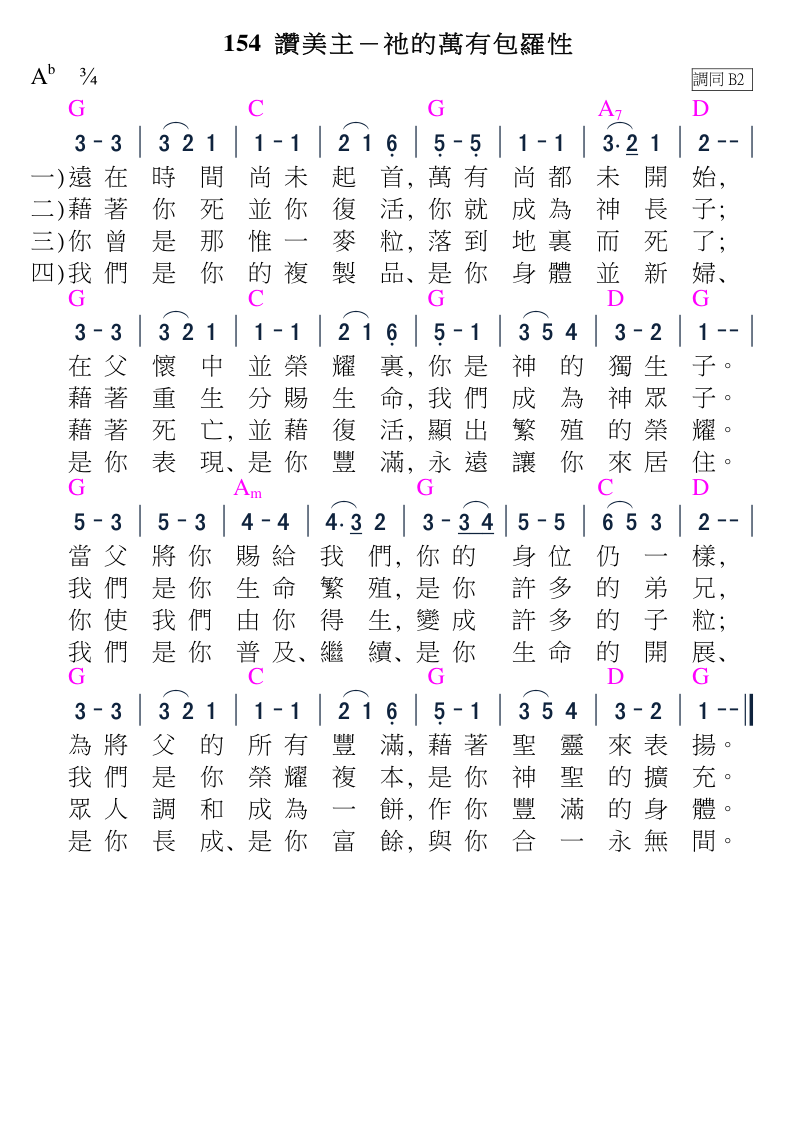 154 讚美主－祂的萬有包羅性
A♭ ¾ 調同 B2
G C G A7 D
3 - 3 | 3 2 1 | 1 - 1 | 2 1 6̣ | 5̣ - 5̣ | 1 - 1 | 3. 2 1 | 2 - - |
一)遠在時間尚未起首,萬有尚都未開始,
二)藉著你死並你復活,你就成為神長子;
三)你曾是那惟一麥粒,落到地裏而死了;
四)我們是你的複製品、是你身體並新婦、
G C G D G
3 - 3 | 3 2 1 | 1 - 1 | 2 1 6̣ | 5̣ - 1 | 3 5 4 | 3 - 2 | 1 - - |
在父懷中並榮耀裏,你是神的獨生子。
藉著重生分賜生命,我們成為神眾子。
藉著死亡,並藉復活,顯出繁殖的榮耀。
是你表現、是你豐滿,永遠讓你來居住。
G Am G C D
5 - 3 | 5 - 3 | 4 - 4 | 4. 3 2 | 3 - 3 4 | 5 - 5 | 6 5 3 | 2 - - |
當父將你賜給我們,你的身位仍一樣,
我們是你生命繁殖,是你許多的弟兄,
你使我們由你得生,變成許多的子粒;
我們是你普及、繼續、是你生命的開展、
G C G D G
3 - 3 | 3 2 1 | 1 - 1 | 2 1 6̣ | 5̣ - 1 | 3 5 4 | 3 - 2 | 1 - - ||
為將父的所有豐滿,藉著聖靈來表揚。
我們是你榮耀複本,是你神聖的擴充。
眾人調和成為一餅,作你豐滿的身體。
是你長成、是你富餘,與你合一永無間。